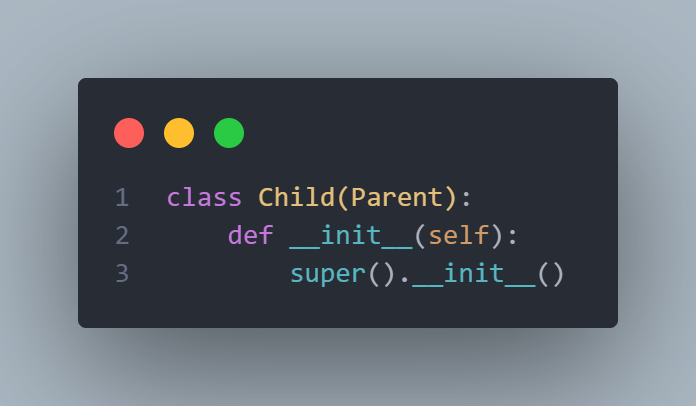 1 class Child(Parent):
2     def __init__(self):
3         super().__init__()